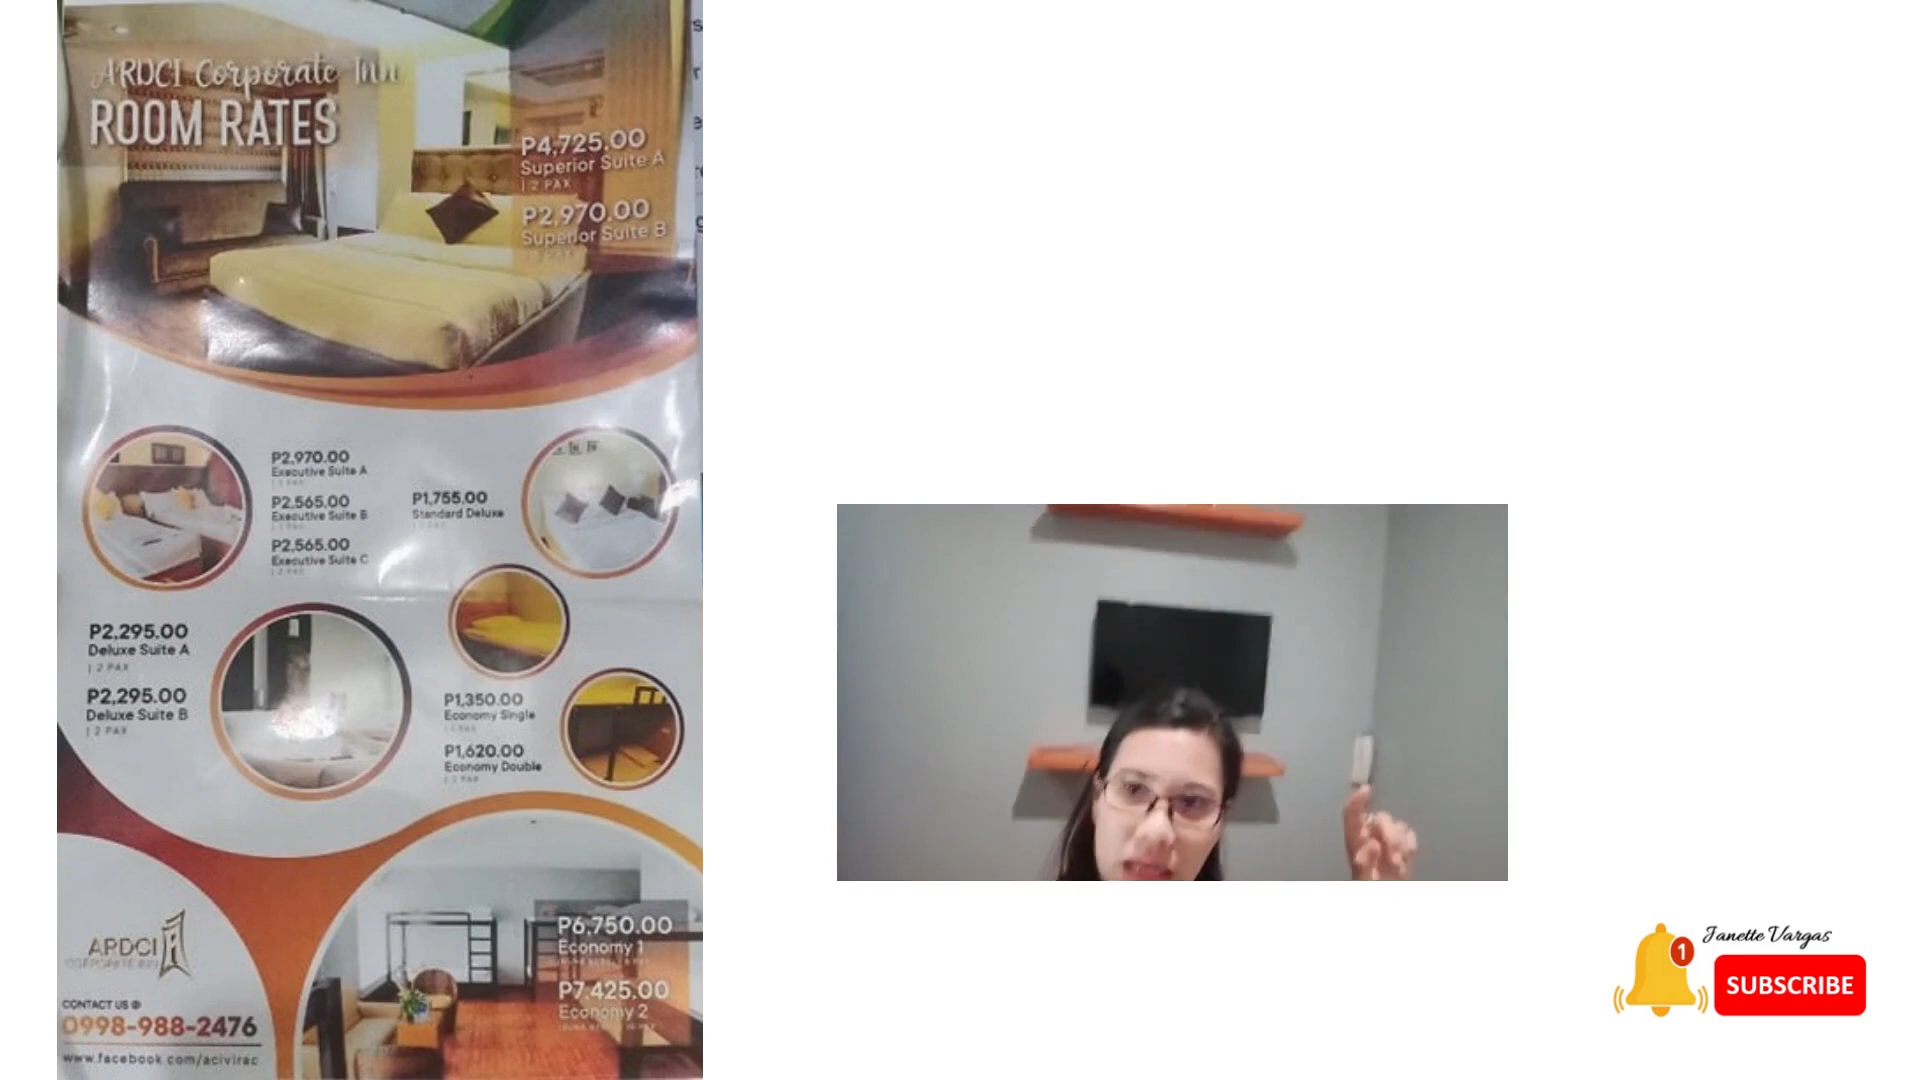 ARDCI Corporate Inn
ROOM RATES
P4,725.00
Superior Suite A
| 2 PAX
P2,970.00
Superior Suite B
P2,970.00
Executive Suite A
P2,565.00
Executive Suite B
P2,565.00
Executive Suite C
| 2 PAX
P1,755.00
Standard Deluxe
P2,295.00
Deluxe Suite A
| 2 PAX
P2,295.00
Deluxe Suite B
| 2 PAX
P1,350.00
Economy Single
P1,620.00
Economy Double
P6,750.00
Economy 1
P7,425.00
Economy 2
ARDCI
CORPORATE INN
CONTACT US @
0998-988-2476
www.facebook.com/acivirac
Janette Vargas
1
SUBSCRIBE